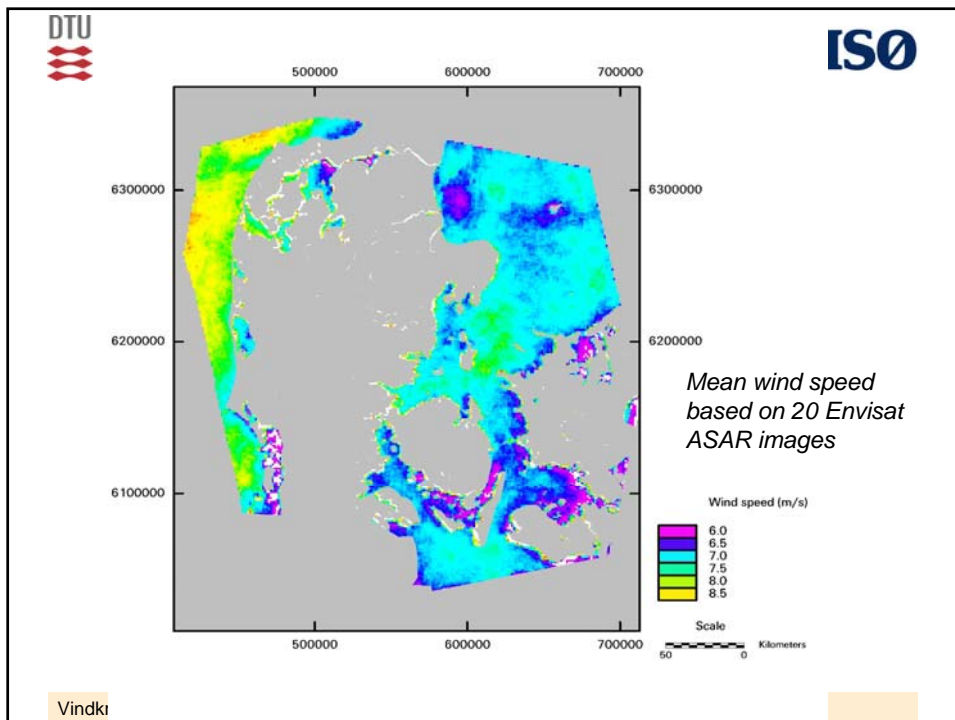 DTU
ISØ
500000 600000 700000
6300000 6300000
6200000 6200000
Mean wind speed
based on 20 Envisat
ASAR images
6100000
Wind speed (m/s)
6.0
6.5
7.0
7.5
8.0
8.5
Scale
Kilometers
50 0
500000 600000 700000
Vindkr